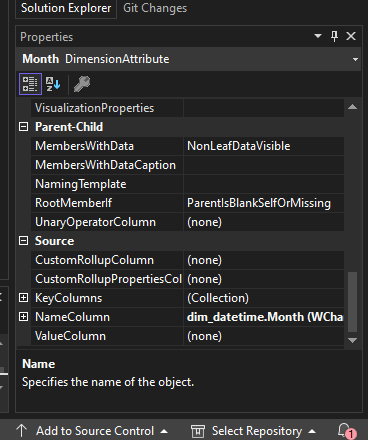 Solution Explorer Git Changes
Properties
Month DimensionAttribute
VisualizationProperties
Parent-Child
MembersWithData NonLeafDataVisible
MembersWithDataCaption
NamingTemplate
RootMemberIf ParentIsBlankSelfOrMissing
UnaryOperatorColumn (none)
Source
CustomRollupColumn (none)
CustomRollupPropertiesCol (none)
KeyColumns (Collection)
NameColumn dim_datetime.Month (WCha
ValueColumn (none)
Name
Specifies the name of the object.
Add to Source Control Select Repository 1